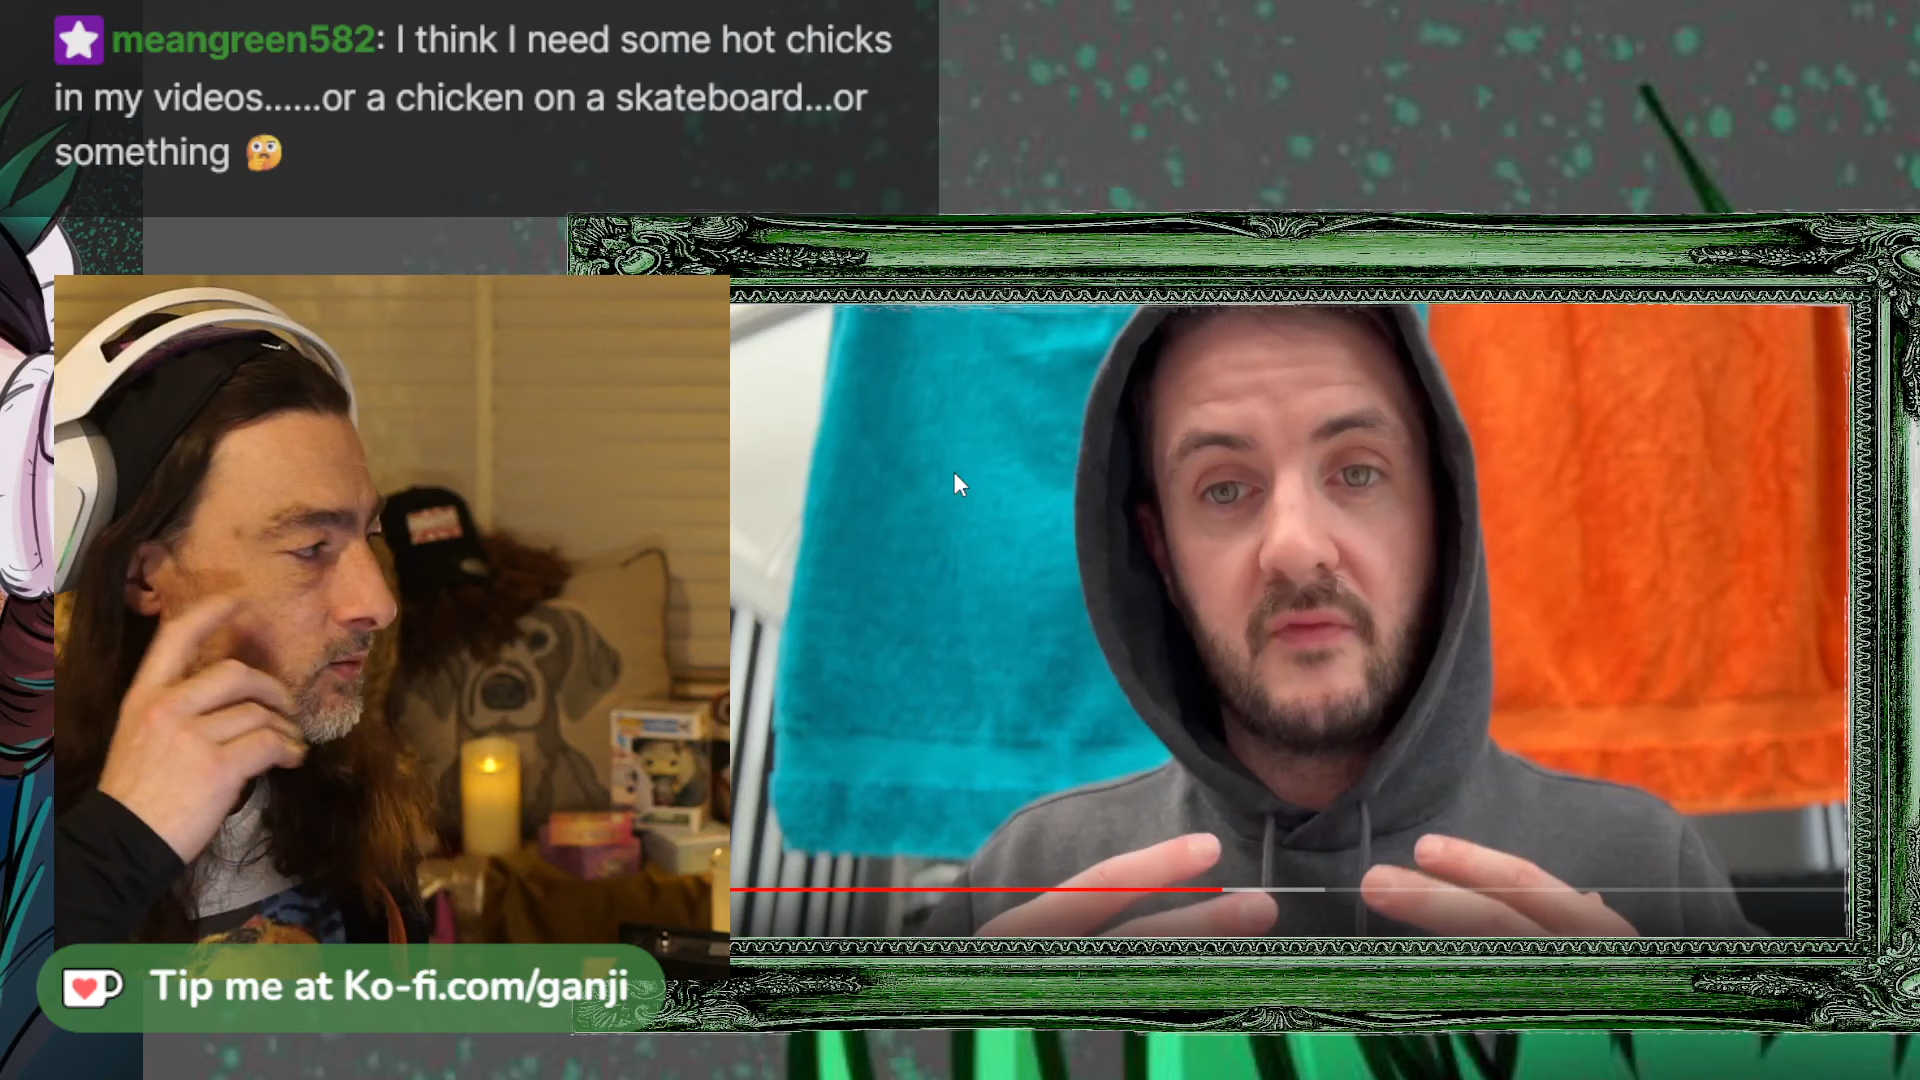 meangreen582: I think I need some hot chicks
in my videos......or a chicken on a skateboard...or
something 🤔
Tip me at Ko-fi.com/ganji